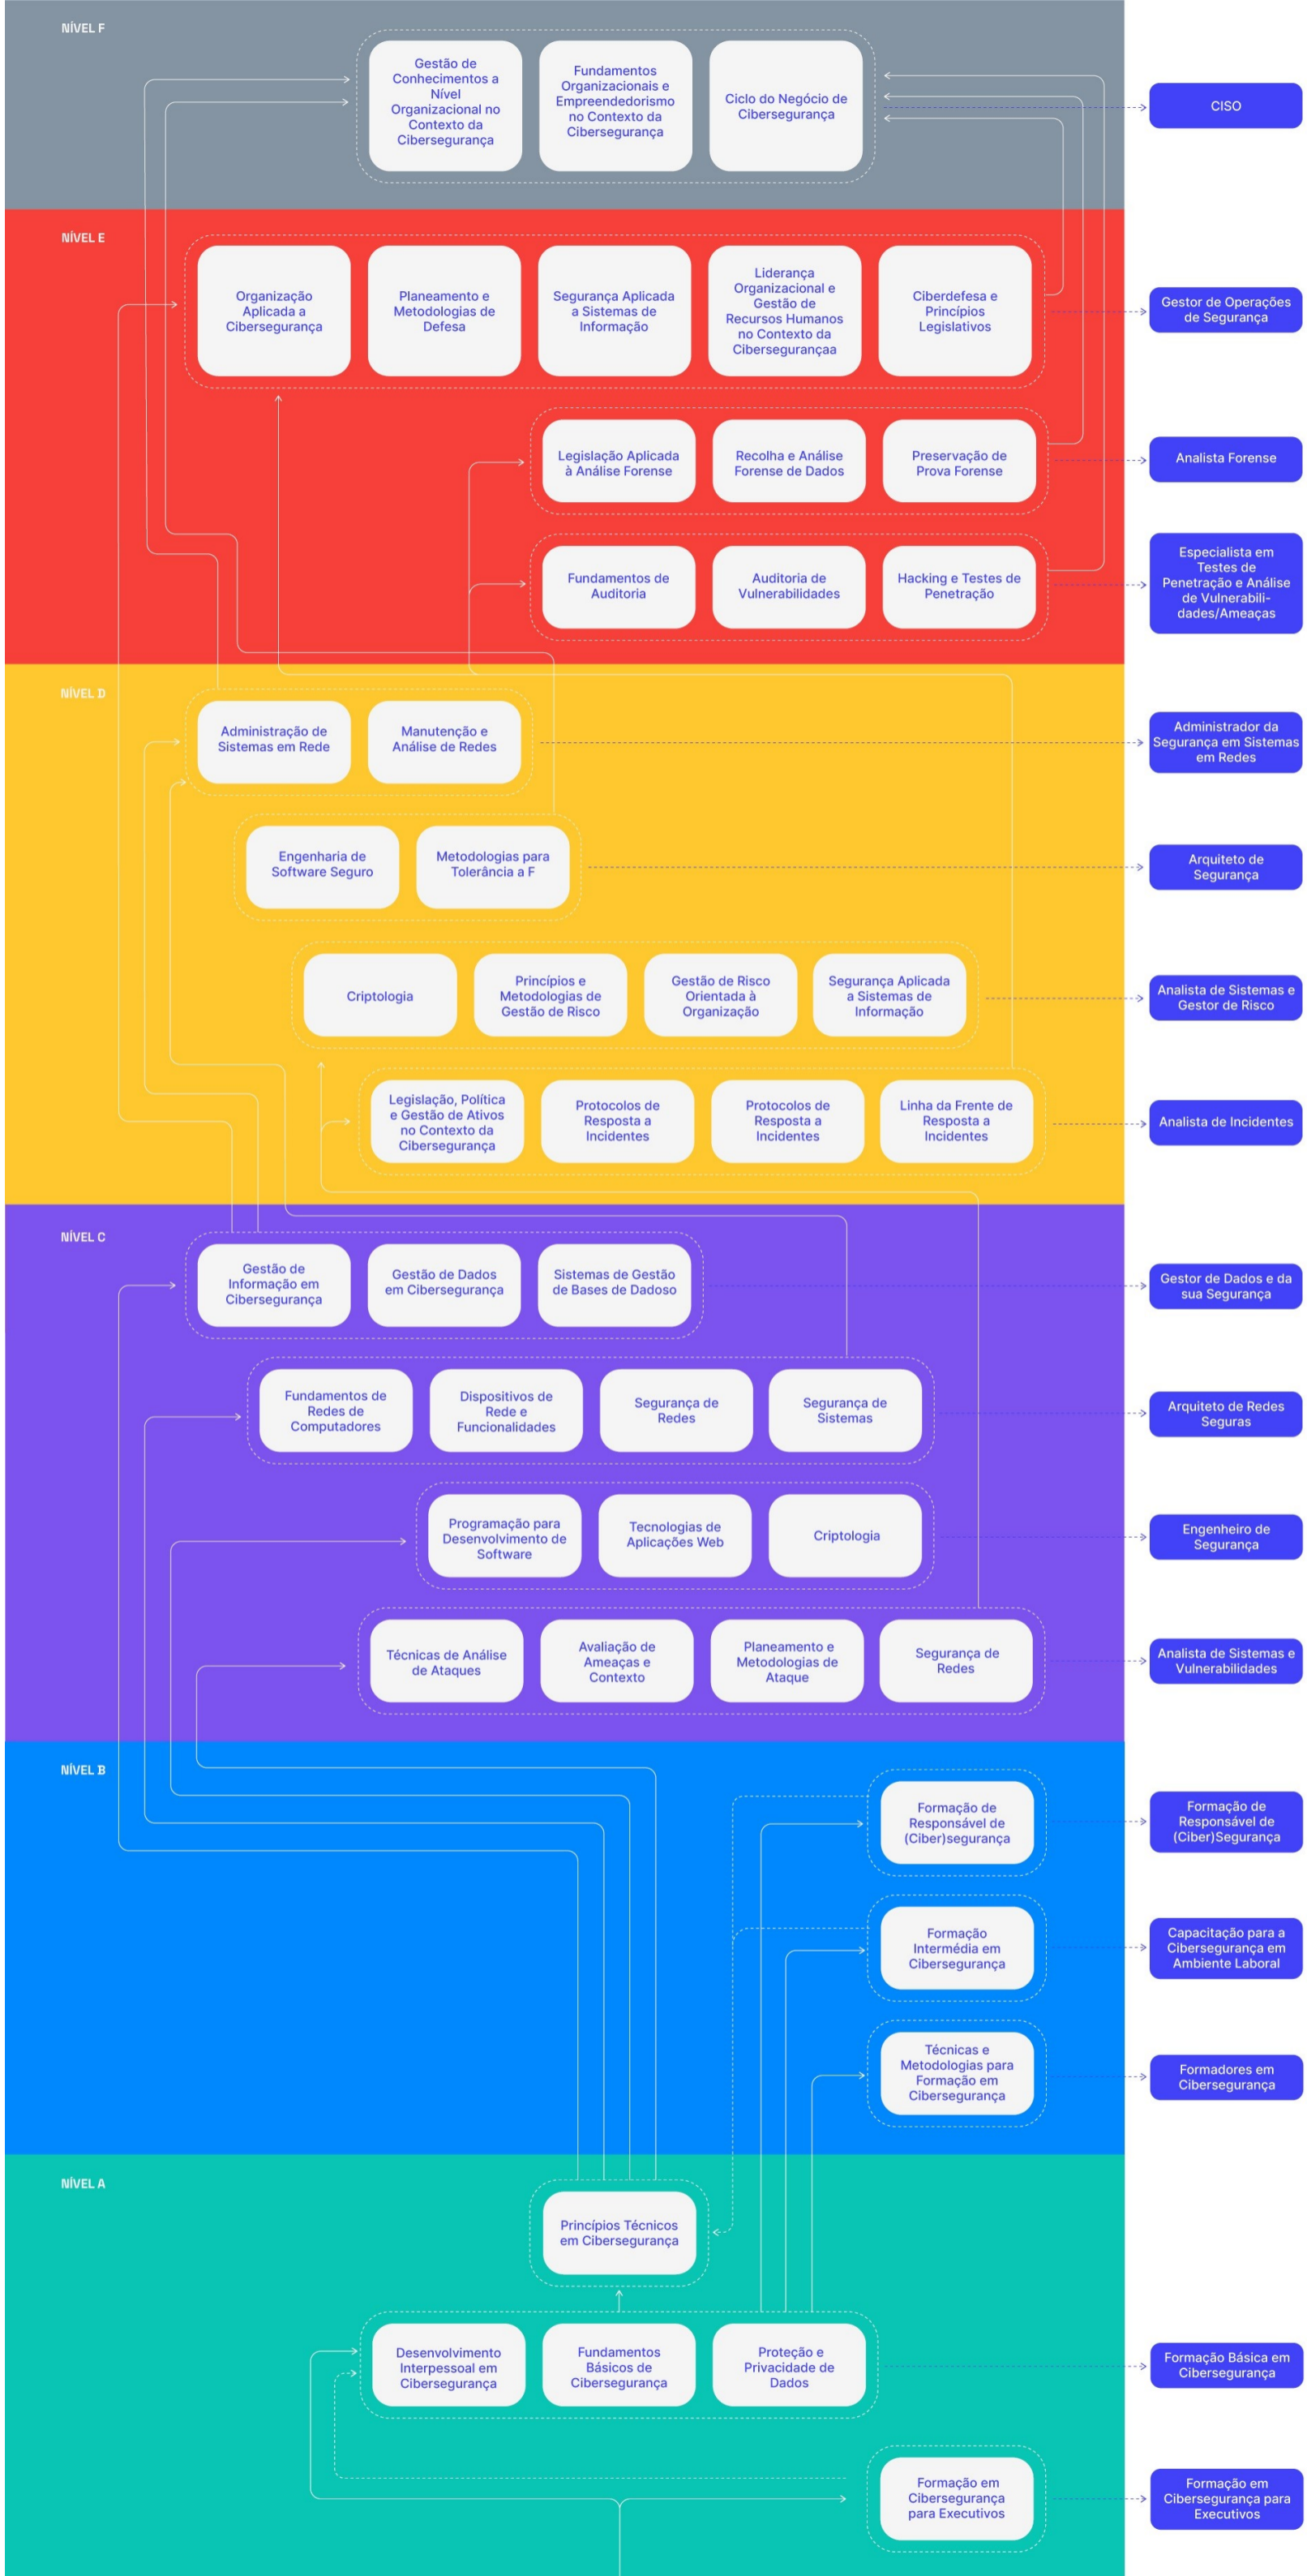 NÍVEL F
Gestão de
Conhecimentos a
Nível
Organizacional no
Contexto da
Cibersegurança
Fundamentos
Organizacionais e
Empreendedorismo
no Contexto da
Cibersegurança
Ciclo do Negócio de
Cibersegurança
CISO
NÍVEL E
Organização
Aplicada a
Cibersegurança
Planeamento e
Metodologias de
Defesa
Segurança Aplicada
a Sistemas de
Informação
Liderança
Organizacional e
Gestão de
Recursos Humanos
no Contexto da
Cibersegurançaa
Ciberdefesa e
Princípios
Legislativos
Gestor de Operações
de Segurança
Legislação Aplicada
à Análise Forense
Recolha e Análise
Forense de Dados
Preservação de
Prova Forense
Analista Forense
Fundamentos de
Auditoria
Auditoria de
Vulnerabilidades
Hacking e Testes de
Penetração
Especialista em
Testes de
Penetração e Análise
de Vulnerabili-
dades/Ameaças
NÍVEL D
Administração de
Sistemas em Rede
Manutenção e
Análise de Redes
Administrador da
Segurança em Sistemas
em Redes
Engenharia de
Software Seguro
Metodologias para
Tolerância a F
Arquiteto de
Segurança
Criptologia
Princípios e
Metodologias de
Gestão de Risco
Gestão de Risco
Orientada à
Organização
Segurança Aplicada
a Sistemas de
Informação
Analista de Sistemas e
Gestor de Risco
Legislação, Política
e Gestão de Ativos
no Contexto da
Cibersegurança
Protocolos de
Resposta a
Incidentes
Protocolos de
Resposta a
Incidentes
Linha da Frente de
Resposta a
Incidentes
Analista de Incidentes
NÍVEL C
Gestão de
Informação em
Cibersegurança
Gestão de Dados
em Cibersegurança
Sistemas de Gestão
de Bases de Dadoso
Gestor de Dados e da
sua Segurança
Fundamentos de
Redes de
Computadores
Dispositivos de
Rede e
Funcionalidades
Segurança de
Redes
Segurança de
Sistemas
Arquiteto de Redes
Seguras
Programação para
Desenvolvimento de
Software
Tecnologias de
Aplicações Web
Criptologia
Engenheiro de
Segurança
Técnicas de Análise
de Ataques
Avaliação de
Ameaças e
Contexto
Planeamento e
Metodologias de
Ataque
Segurança de
Redes
Analista de Sistemas e
Vulnerabilidades
NÍVEL B
Formação de
Responsável de
(Ciber)segurança
Formação de
Responsável de
(Ciber)Segurança
Formação
Intermédia em
Cibersegurança
Capacitação para a
Cibersegurança em
Ambiente Laboral
Técnicas e
Metodologias para
Formação em
Cibersegurança
Formadores em
Cibersegurança
NÍVEL A
Princípios Técnicos
em Cibersegurança
Desenvolvimento
Interpessoal em
Cibersegurança
Fundamentos
Básicos de
Cibersegurança
Proteção e
Privacidade de
Dados
Formação Básica em
Cibersegurança
Formação em
Cibersegurança
para Executivos
Formação em
Cibersegurança para
Executivos